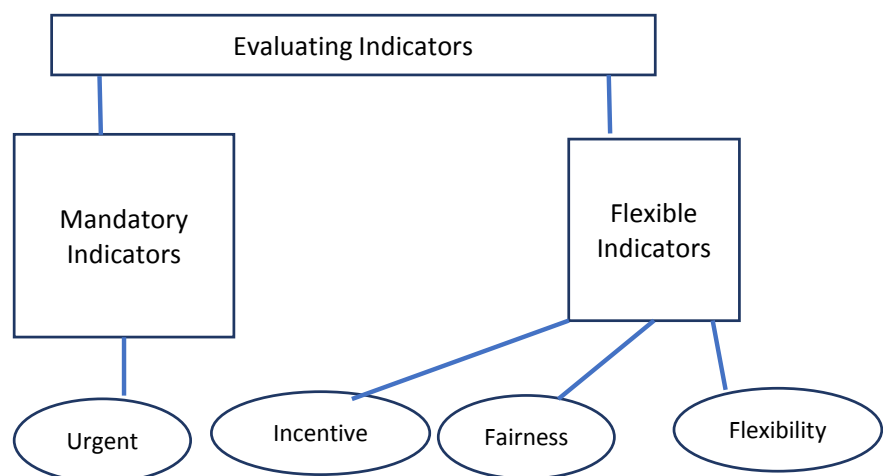 Evaluating Indicators
Mandatory
Indicators
Flexible
Indicators
Urgent
Incentive
Fairness
Flexibility